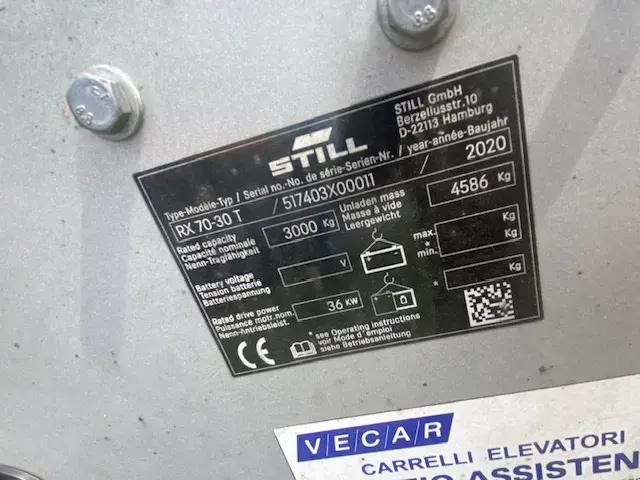 STILL
STILL GmbH
Berzeliusstr.10
D-22113 Hamburg
Type-Modèle-Typ / Serial no.-No. de série-Serien-Nr. / year-année-Baujahr
RX 70-30 T / 517403X00011 / 2020
Rated capacity
Capacité nominale
Nenn-Tragfähigkeit
3000 Kg
Unladen mass
Masse à vide
Leergewicht
4586 Kg
Battery voltage
Tension batterie
Batteriespannung
V
max. Kg
*
min. Kg
Rated drive power
Puissance motr.nom.
Nenn-Antriebsleist.
36 KW
* Kg
CE
* see Operating instructions
voir Mode d'emploi
siehe Betriebsanleitung
VECAR
CARRELLI ELEVATORI
ASSISTEN
8.8